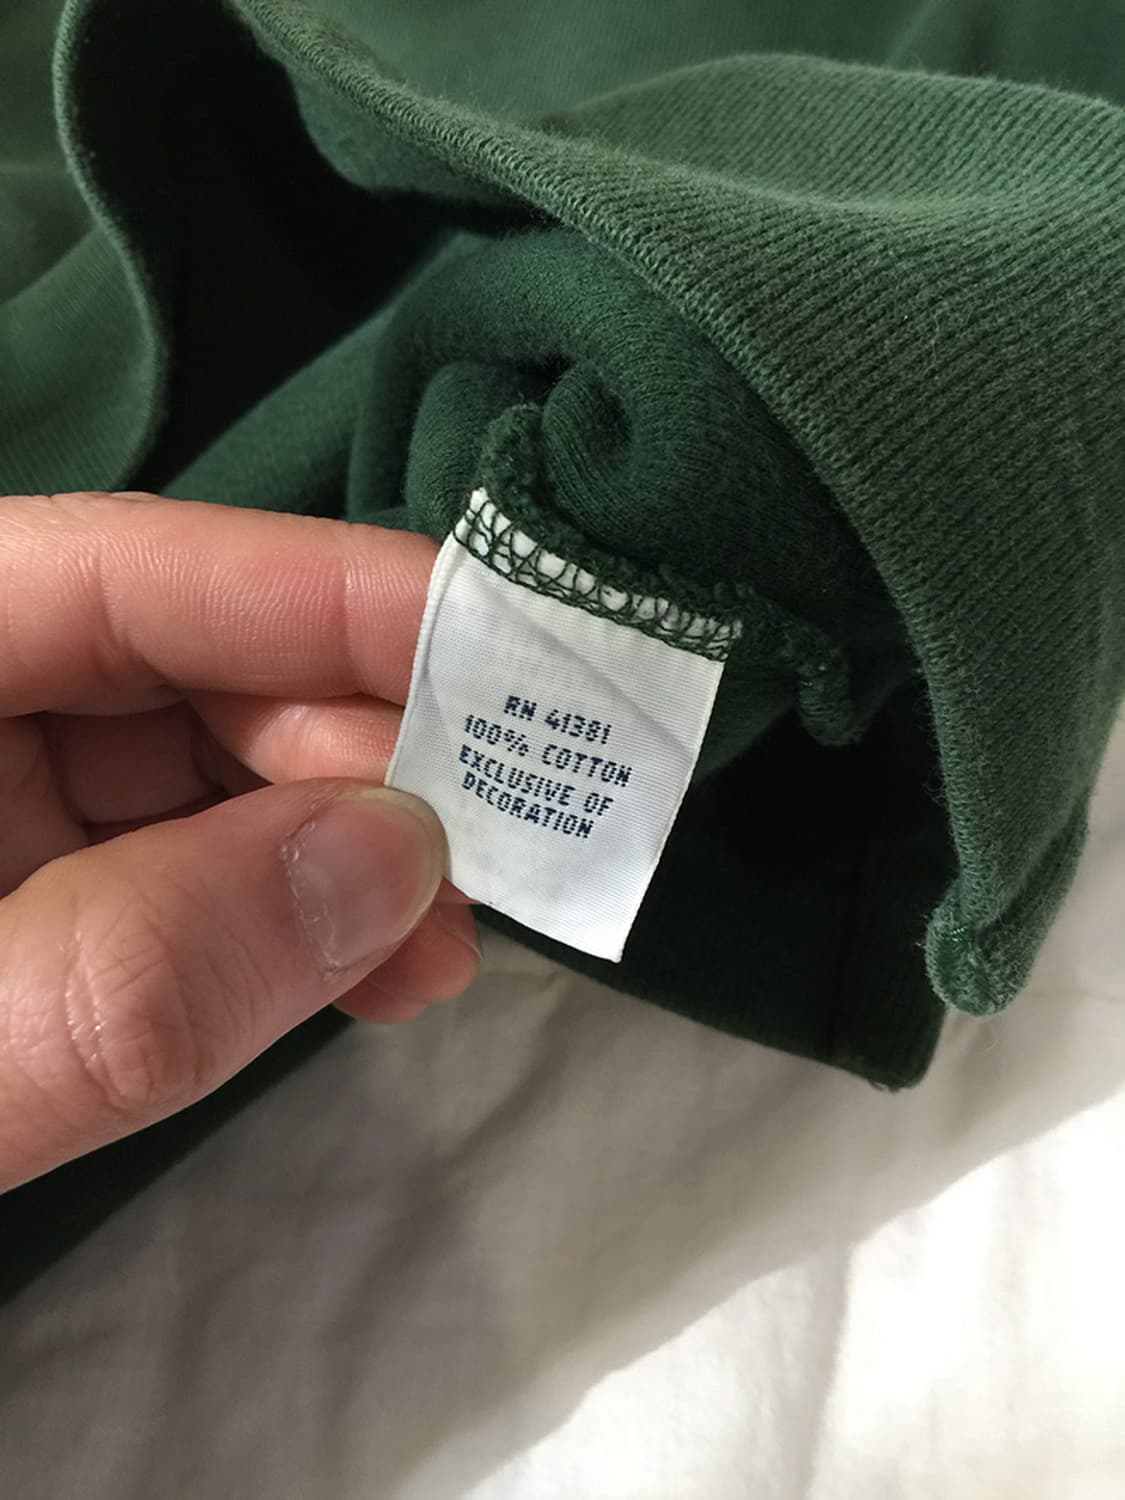 RN 41381
100% COTTON
EXCLUSIVE OF
DECORATION